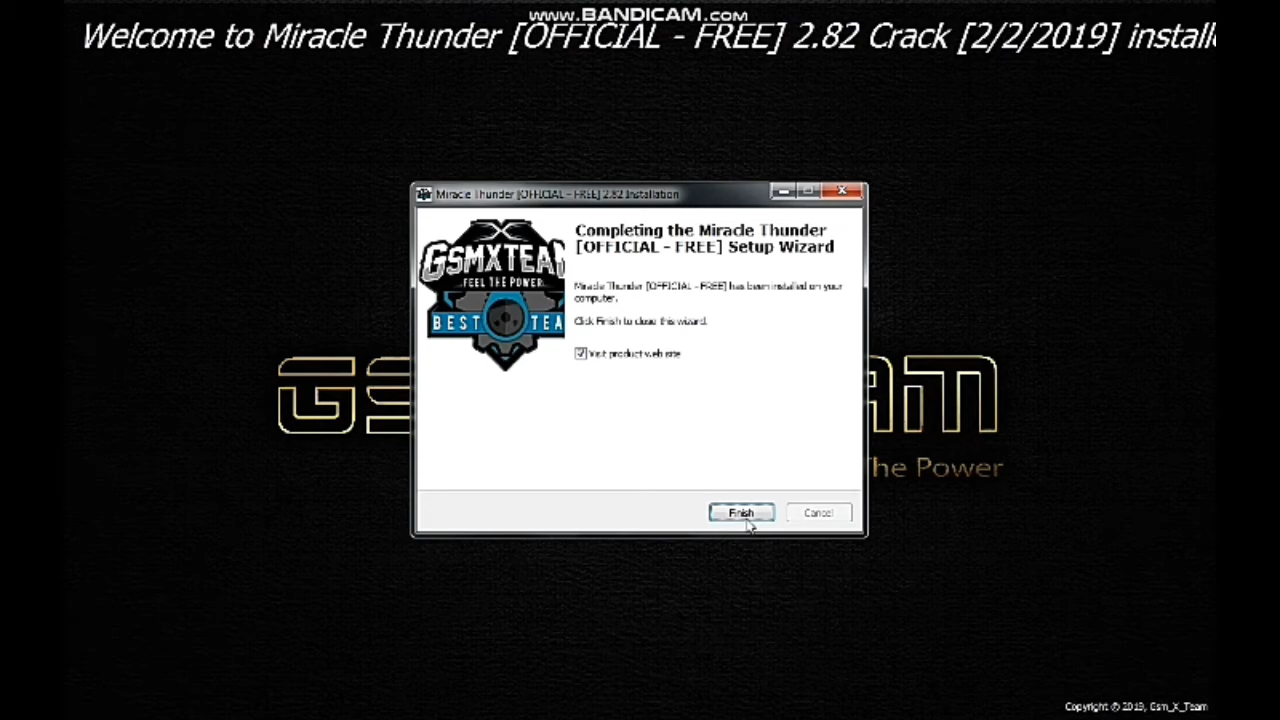 www.BANDICAM.com
Welcome to Miracle Thunder [OFFICIAL - FREE] 2.82 Crack [2/2/2019] install
Miracle Thunder [OFFICIAL - FREE] 2.82 Installation
GSMXTEAM
FEEL THE POWER
BEST TEA
Completing the Miracle Thunder
[OFFICIAL - FREE] Setup Wizard
Miracle Thunder [OFFICIAL - FREE] has been installed on your
computer.
Click Finish to close this wizard.
Visit product web site
GS AM
The Power
Finish
Cancel
Copyright © 2019, Gsm_X_Team